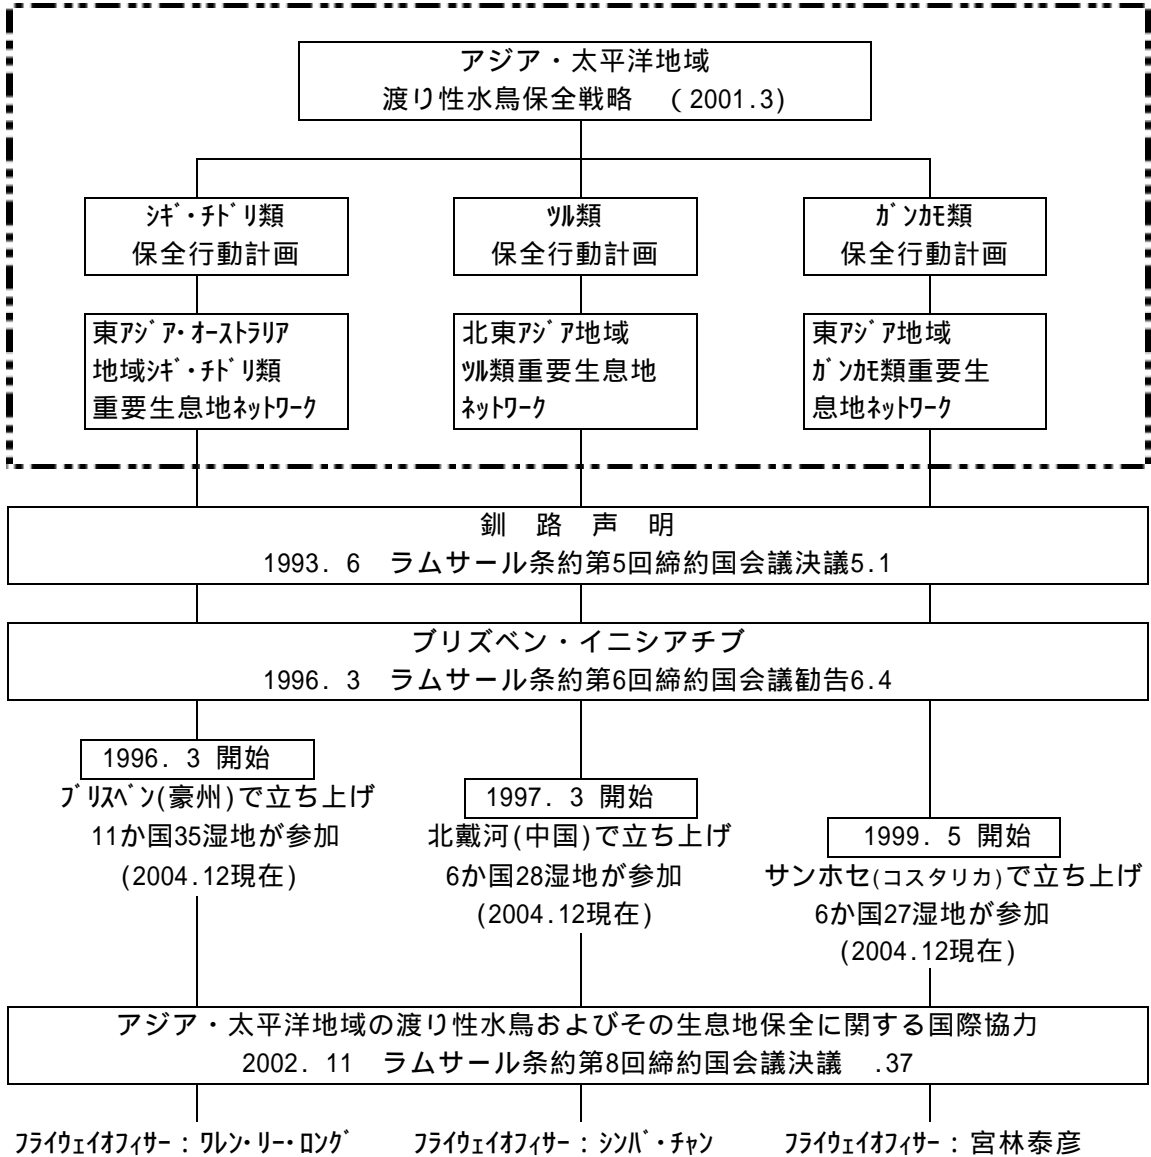 アジア・太平洋地域
渡り性水鳥保全戦略　（2001.3)
ｼｷﾞ・ﾁﾄﾞﾘ類
保全行動計画
ﾂﾙ類
保全行動計画
ｶﾞﾝｶﾓ類
保全行動計画
東ｱｼﾞｱ・ｵｰｽﾄﾗﾘｱ
地域ｼｷﾞ・ﾁﾄﾞﾘ類
重要生息地ﾈｯﾄﾜｰｸ
北東ｱｼﾞｱ地域
ﾂﾙ類重要生息地
ﾈｯﾄﾜｰｸ
東ｱｼﾞｱ地域
ｶﾞﾝｶﾓ類重要生
息地ﾈｯﾄﾜｰｸ
釧　路　声　明
1993. 6　ラムサール条約第5回締約国会議決議5.1
ブリズベン・イニシアチブ
1996. 3　ラムサール条約第6回締約国会議勧告6.4
1996. 3 開始
ﾌﾞﾘｽﾍﾞﾝ(豪州)で立ち上げ
11か国35湿地が参加
(2004.12現在)
1997. 3 開始
北戴河(中国)で立ち上げ
6か国28湿地が参加
(2004.12現在)
1999. 5 開始
サンホセ(コスタリカ)で立ち上げ
6か国27湿地が参加
(2004.12現在)
アジア・太平洋地域の渡り性水鳥およびその生息地保全に関する国際協力
2002. 11　ラムサール条約第8回締約国会議決議　.37
ﾌﾗｲｳｪｲｵﾌｨｻｰ：ﾜﾚﾝ・ﾘｰ・ﾛﾝｸﾞ
ﾌﾗｲｳｪｲｵﾌｨｻｰ：ｼﾝﾊﾞ・ﾁｬﾝ
ﾌﾗｲｳｪｲｵﾌｨｻｰ：宮林泰彦